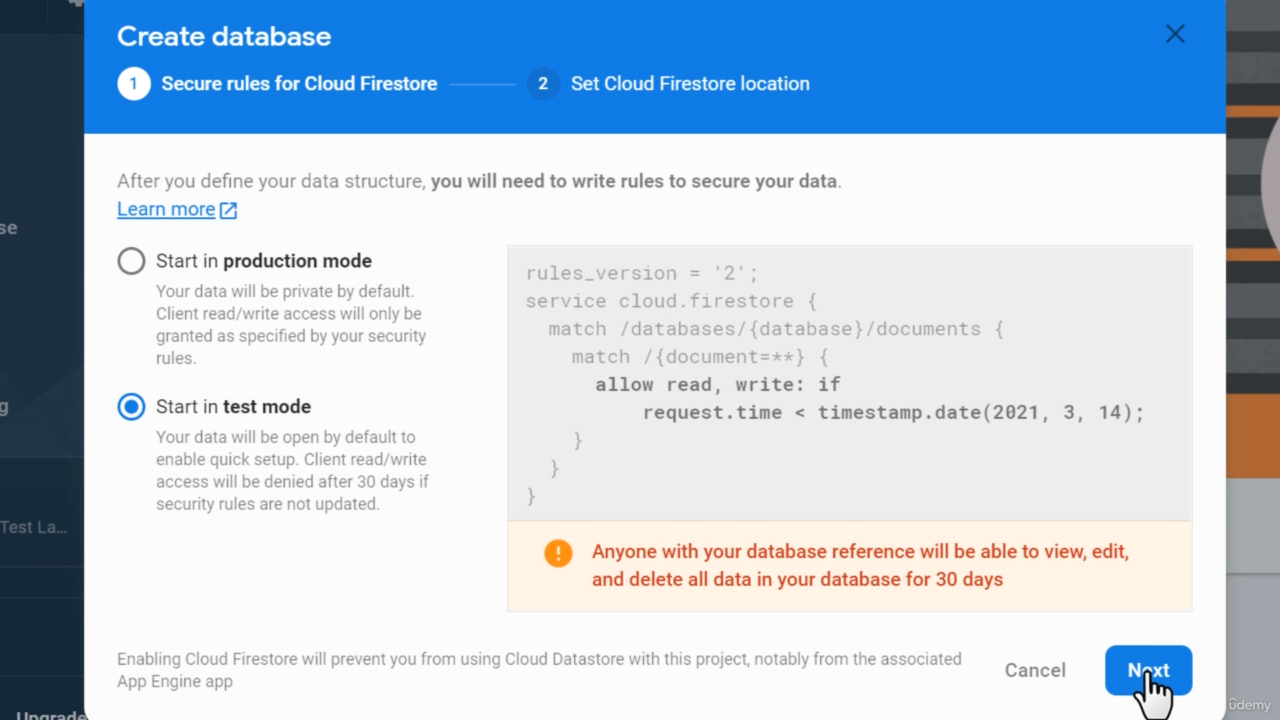 Create database
1 Secure rules for Cloud Firestore 2 Set Cloud Firestore location
After you define your data structure, you will need to write rules to secure your data.
Learn more
Start in production mode
Your data will be private by default.
Client read/write access will only be
granted as specified by your security
rules.
Start in test mode
Your data will be open by default to
enable quick setup. Client read/write
access will be denied after 30 days if
security rules are not updated.
rules_version = '2';
service cloud.firestore {
match /databases/{database}/documents {
match /{document=**} {
allow read, write: if
request.time < timestamp.date(2021, 3, 14);
}
}
}
Anyone with your database reference will be able to view, edit,
and delete all data in your database for 30 days
Enabling Cloud Firestore will prevent you from using Cloud Datastore with this project, notably from the associated
App Engine app
Cancel
Next
se
g
Test La...
Upgrade
ûdemy